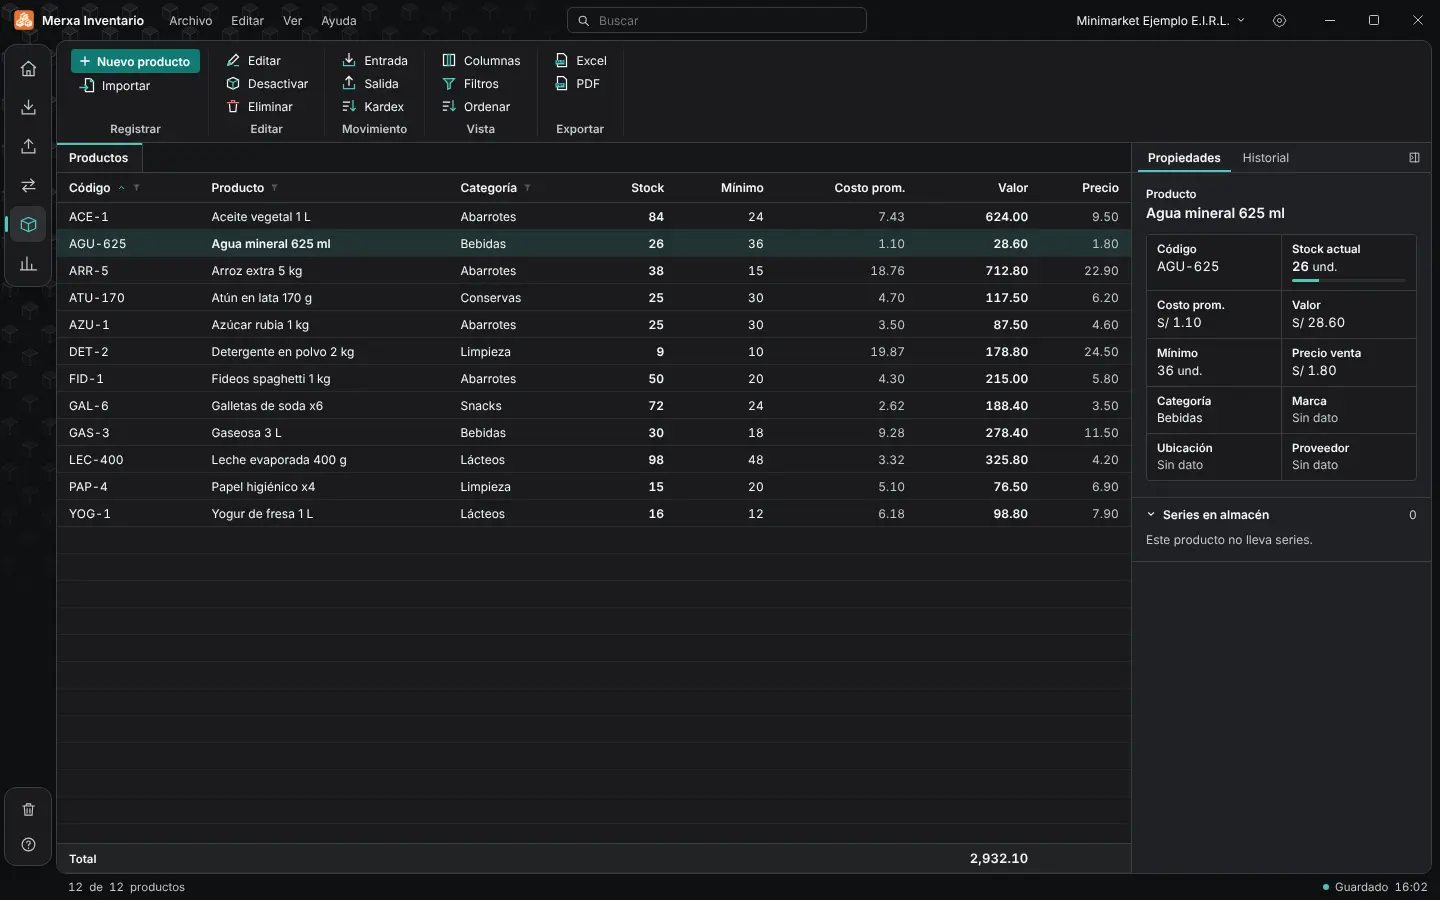 Merxa Inventario Archivo Editar Ver Ayuda Buscar Minimarket Ejemplo E.I.R.L.
Nuevo producto Editar Entrada Columnas Excel
Importar Desactivar Salida Filtros PDF
Eliminar Kardex Ordenar
Registrar Editar Movimiento Vista Exportar
Productos
Código Producto Categoría Stock Mínimo Costo prom. Valor Precio
ACE-1 Aceite vegetal 1 L Abarrotes 84 24 7.43 624.00 9.50
AGU-625 Agua mineral 625 ml Bebidas 26 36 1.10 28.60 1.80
ARR-5 Arroz extra 5 kg Abarrotes 38 15 18.76 712.80 22.90
ATU-170 Atún en lata 170 g Conservas 25 30 4.70 117.50 6.20
AZU-1 Azúcar rubia 1 kg Abarrotes 25 30 3.50 87.50 4.60
DET-2 Detergente en polvo 2 kg Limpieza 9 10 19.87 178.80 24.50
FID-1 Fideos spaghetti 1 kg Abarrotes 50 20 4.30 215.00 5.80
GAL-6 Galletas de soda x6 Snacks 72 24 2.62 188.40 3.50
GAS-3 Gaseosa 3 L Bebidas 30 18 9.28 278.40 11.50
LEC-400 Leche evaporada 400 g Lácteos 98 48 3.32 325.80 4.20
PAP-4 Papel higiénico x4 Limpieza 15 20 5.10 76.50 6.90
YOG-1 Yogur de fresa 1 L Lácteos 16 12 6.18 98.80 7.90
Total 2,932.10
Propiedades Historial
Producto
Agua mineral 625 ml
Código Stock actual
AGU-625 26 und.
Costo prom. Valor
S/ 1.10 S/ 28.60
Mínimo Precio venta
36 und. S/ 1.80
Categoría Marca
Bebidas Sin dato
Ubicación Proveedor
Sin dato Sin dato
Series en almacén 0
Este producto no lleva series.
12 de 12 productos Guardado 16:02